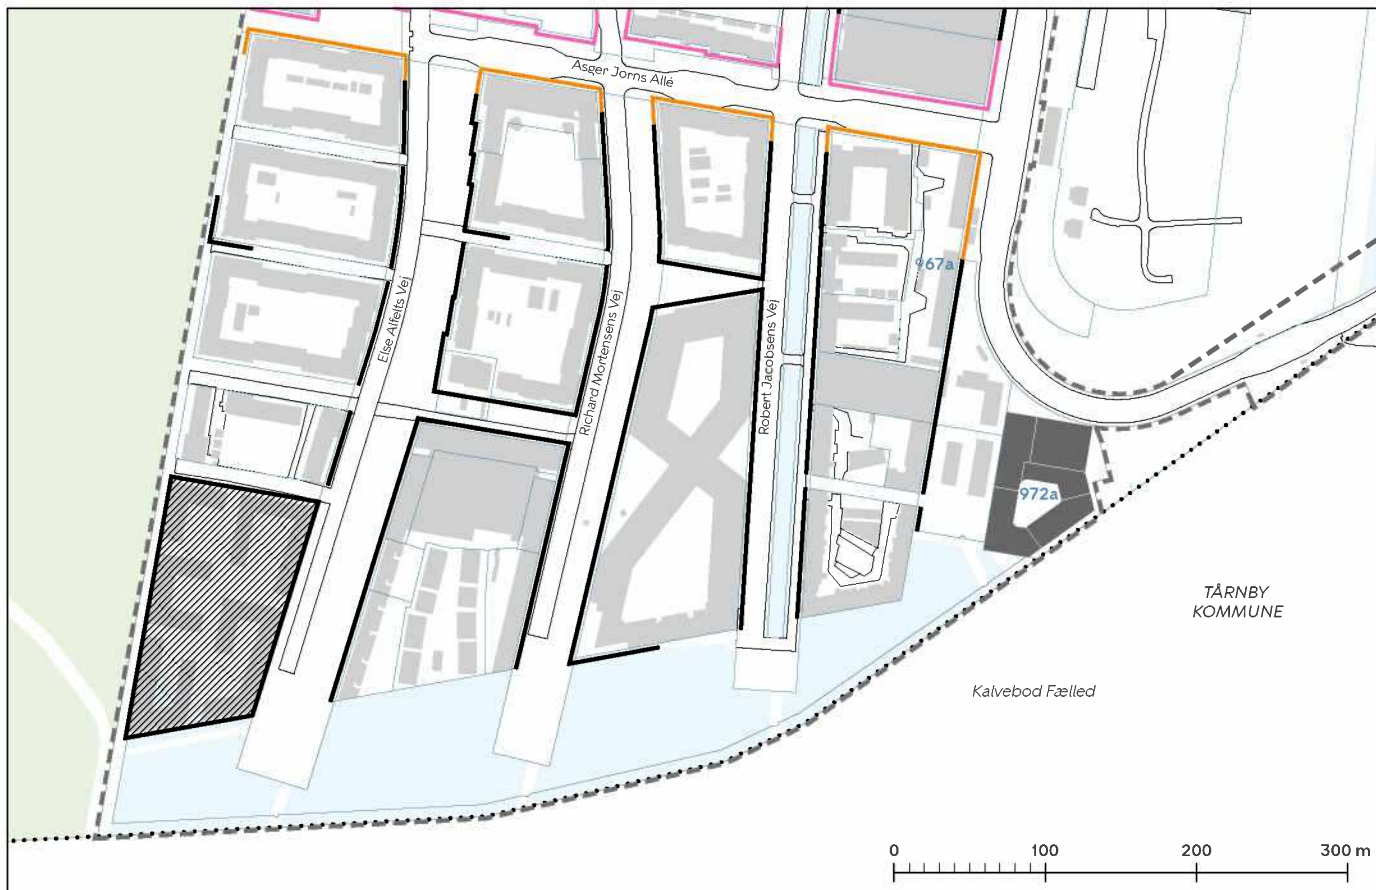 Asger Jorns Allé
967a
Else Alfelts Vej
Richard Mortensens Vej
Robert Jacobsens Vej
972a
TÅRNBY
KOMMUNE
Kalvebod Fælled
0 100 200 300 m